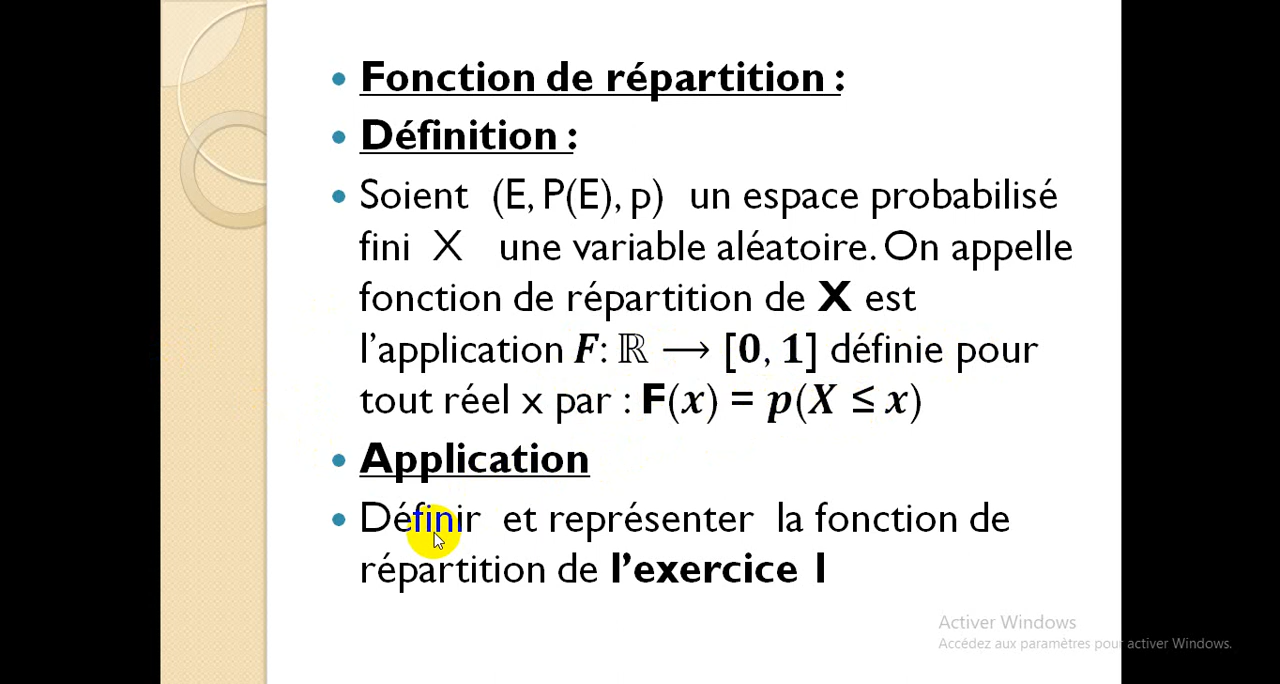 Fonction de répartition :
Définition :
Soient (E, P(E), p) un espace probabilisé
fini X une variable aléatoire. On appelle
fonction de répartition de X est
l’application F: ℝ ⟶ [0, 1] définie pour
tout réel x par : F(x) = p(X ≤ x)
Application
Définir et représenter la fonction de
répartition de l’exercice 1
Activer Windows
Accédez aux paramètres pour activer Windows.